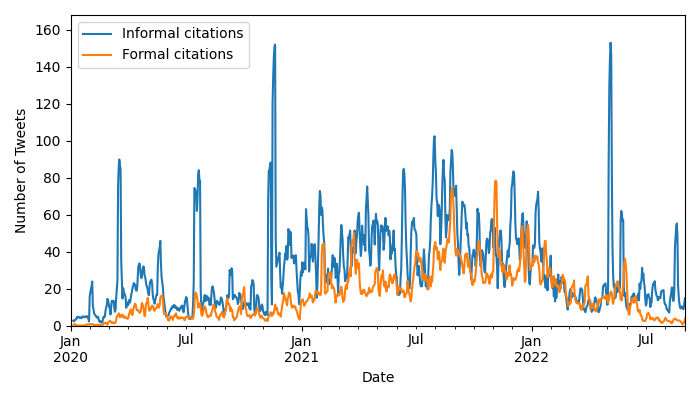 Informal citations
Formal citations
Number of Tweets
160
140
120
100
80
60
40
20
0
Jan Jul Jan Jul Jan Jul
2020 2021 2022
Date